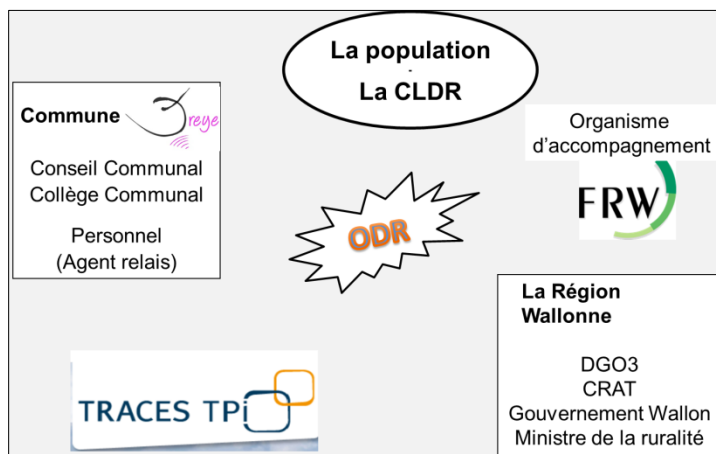 La population
La CLDR
Commune Dreye
Conseil Communal
Collège Communal
Personnel
(Agent relais)
Organisme
d'accompagnement
FRW
ODR
La Région
Wallonne
DGO3
CRAT
Gouvernement Wallon
Ministre de la ruralité
TRACES TPi